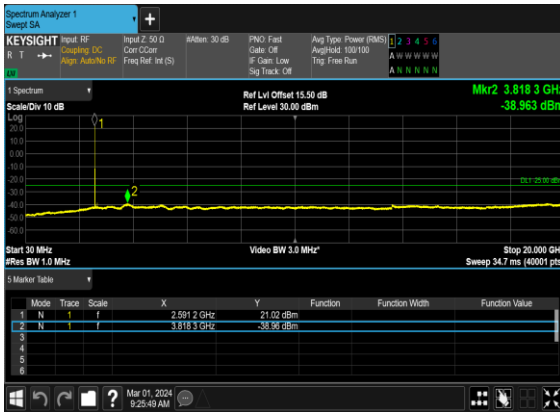 Spectrum Analyzer 1
Swept SA
+
KEYSIGHT Input: RF Input Z: 50 Ω #Atten: 30 dB PNO: Fast Avg Type: Power (RMS) 1 2 3 4 5 6
R T Coupling: DC Corr CCorr Gate: Off Avg|Hold: 100/100 A W W W W W
Align: Auto/No RF Freq Ref: Int (S) IF Gain: Low Trig: Free Run
LXI Sig Track: Off A N N N N N
1 Spectrum Ref Lvl Offset 15.50 dB Mkr2 3.818 3 GHz
Scale/Div 10 dB Ref Level 30.00 dBm -38.963 dBm
Log
1
20.0
10.0
0.00
-10.0
-20.0
DL1 -25.00 dBm
-30.0
2
-40.0
-50.0
-60.0
Start 30 MHz Video BW 3.0 MHz* Stop 20.000 GHz
#Res BW 1.0 MHz Sweep 34.7 ms (40001 pts)
5 Marker Table
Mode Trace Scale X Y Function Function Width Function Value
1 N 1 f 2.591 2 GHz 21.02 dBm
2 N 1 f 3.818 3 GHz -38.96 dBm
3
4
5
6
? Mar 01, 2024
9:25:49 AM